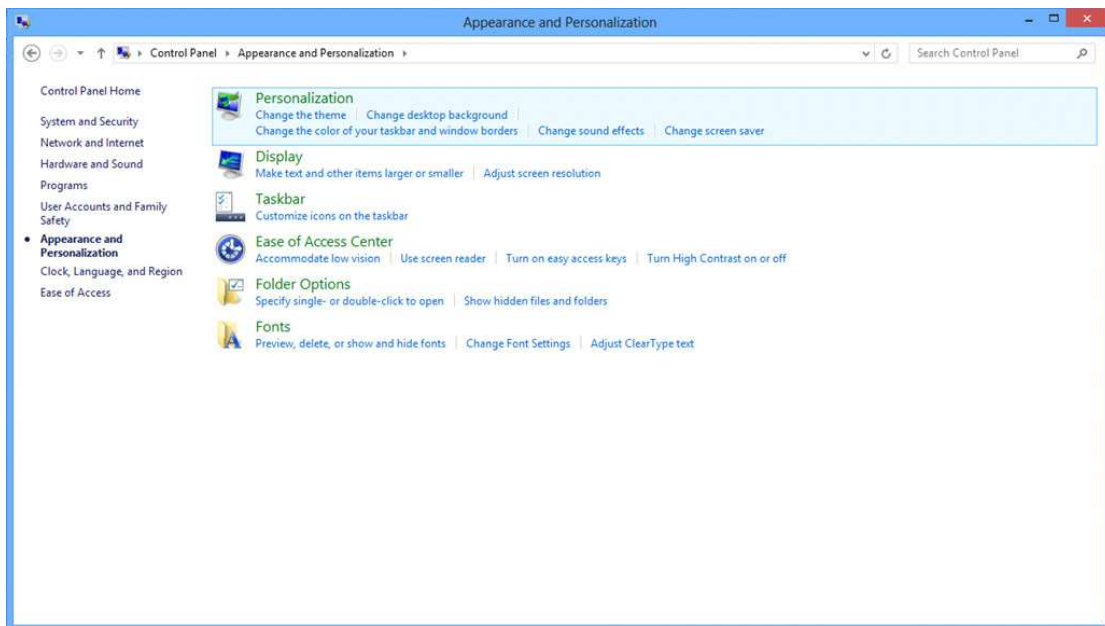 Appearance and Personalization
Control Panel Appearance and Personalization
Search Control Panel
Control Panel Home
System and Security
Network and Internet
Hardware and Sound
Programs
User Accounts and Family
Safety
Appearance and
Personalization
Clock, Language, and Region
Ease of Access
Personalization
Change the theme Change desktop background
Change the color of your taskbar and window borders Change sound effects Change screen saver
Display
Make text and other items larger or smaller Adjust screen resolution
Taskbar
Customize icons on the taskbar
Ease of Access Center
Accommodate low vision Use screen reader Turn on easy access keys Turn High Contrast on or off
Folder Options
Specify single- or double-click to open Show hidden files and folders
Fonts
Preview, delete, or show and hide fonts Change Font Settings Adjust ClearType text